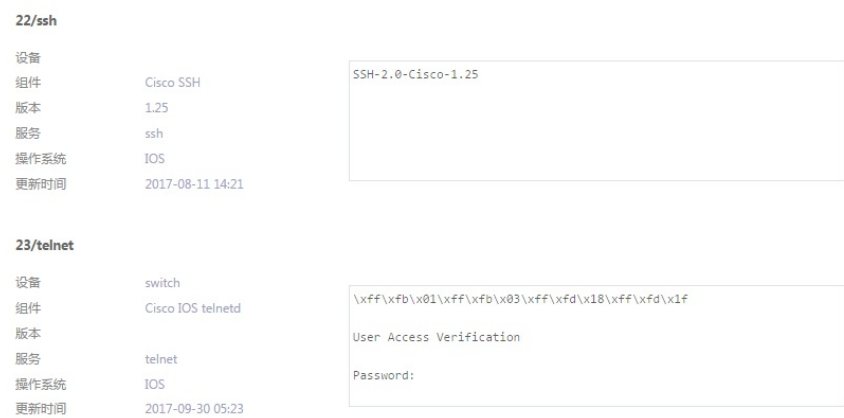 22/ssh
设备
组件 Cisco SSH
版本 1.25
服务 ssh
操作系统 IOS
更新时间 2017-08-11 14:21
SSH-2.0-Cisco-1.25
23/telnet
设备 switch
组件 Cisco IOS telnetd
版本
服务 telnet
操作系统 IOS
更新时间 2017-09-30 05:23
\xff\xfb\x01\xff\xfb\x03\xff\xfd\x18\xff\xfd\x1f
User Access Verification
Password: